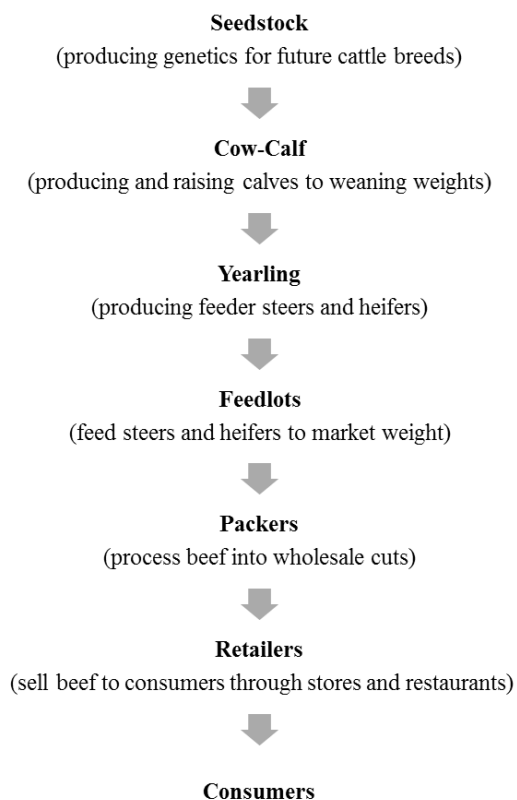 Seedstock
(producing genetics for future cattle breeds)
Cow-Calf
(producing and raising calves to weaning weights)
Yearling
(producing feeder steers and heifers)
Feedlots
(feed steers and heifers to market weight)
Packers
(process beef into wholesale cuts)
Retailers
(sell beef to consumers through stores and restaurants)
Consumers